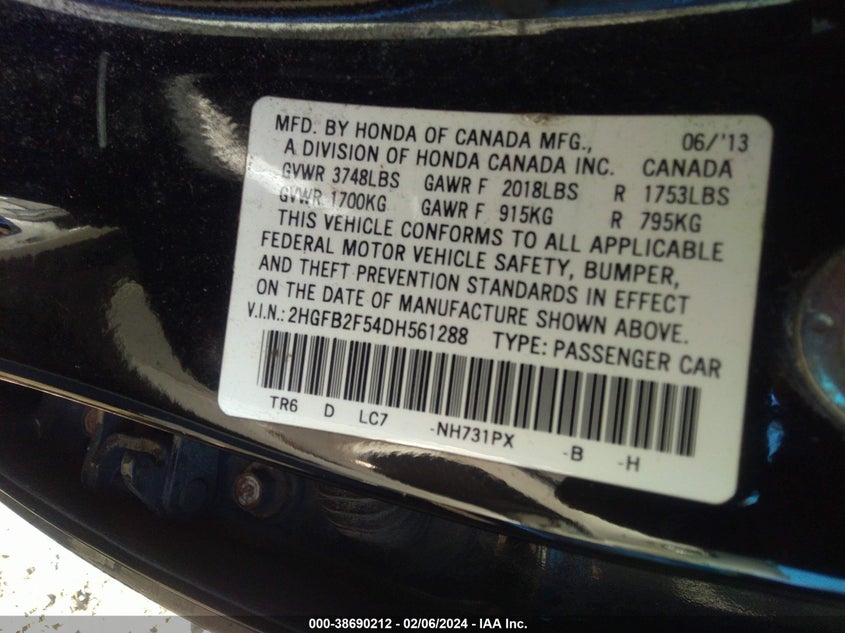 MFD. BY HONDA OF CANADA MFG., 06/'13
A DIVISION OF HONDA CANADA INC. CANADA
GVWR 3748LBS GAWR F 2018LBS R 1753LBS
GVWR 1700KG GAWR F 915KG R 795KG
THIS VEHICLE CONFORMS TO ALL APPLICABLE
FEDERAL MOTOR VEHICLE SAFETY, BUMPER,
AND THEFT PREVENTION STANDARDS IN EFFECT
ON THE DATE OF MANUFACTURE SHOWN ABOVE.
V.I.N.: 2HGFB2F54DH561288 TYPE: PASSENGER CAR
TR6 D LC7 -NH731PX -B -H
000-38690212 - 02/06/2024 - IAA Inc.